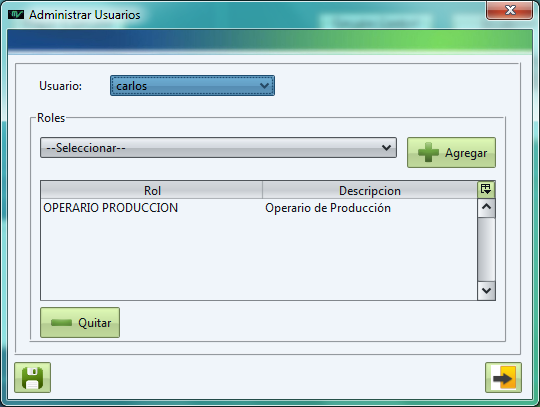 Administrar Usuarios
Usuario:
carlos
Roles
--Seleccionar--
Agregar
Rol
Descripcion
OPERARIO PRODUCCION
Operario de Producción
Quitar